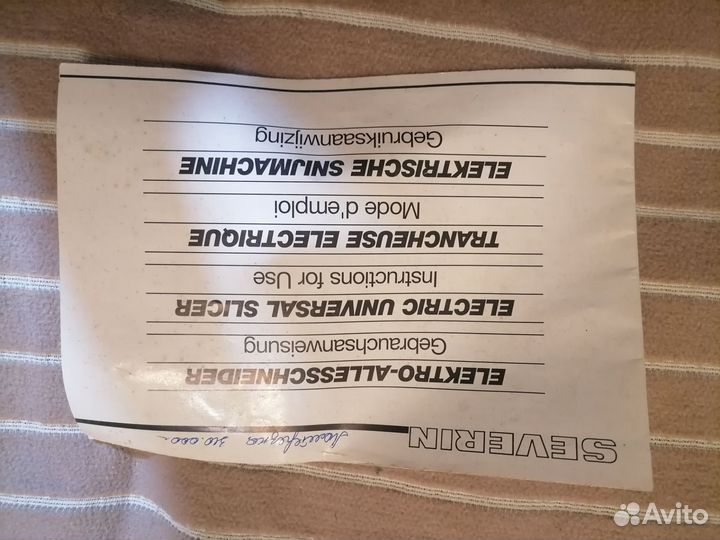 SEVERIN
ELEKTRO-ALLESSCHNEIDER
Gebrauchsanweisung
ELECTRIC UNIVERSAL SLICER
Instructions for Use
TRANCHEUSE ELECTRIQUE
Mode d'emploi
ELEKTRISCHE SNIJMACHINE
Gebruiksaanwijzing
Avito